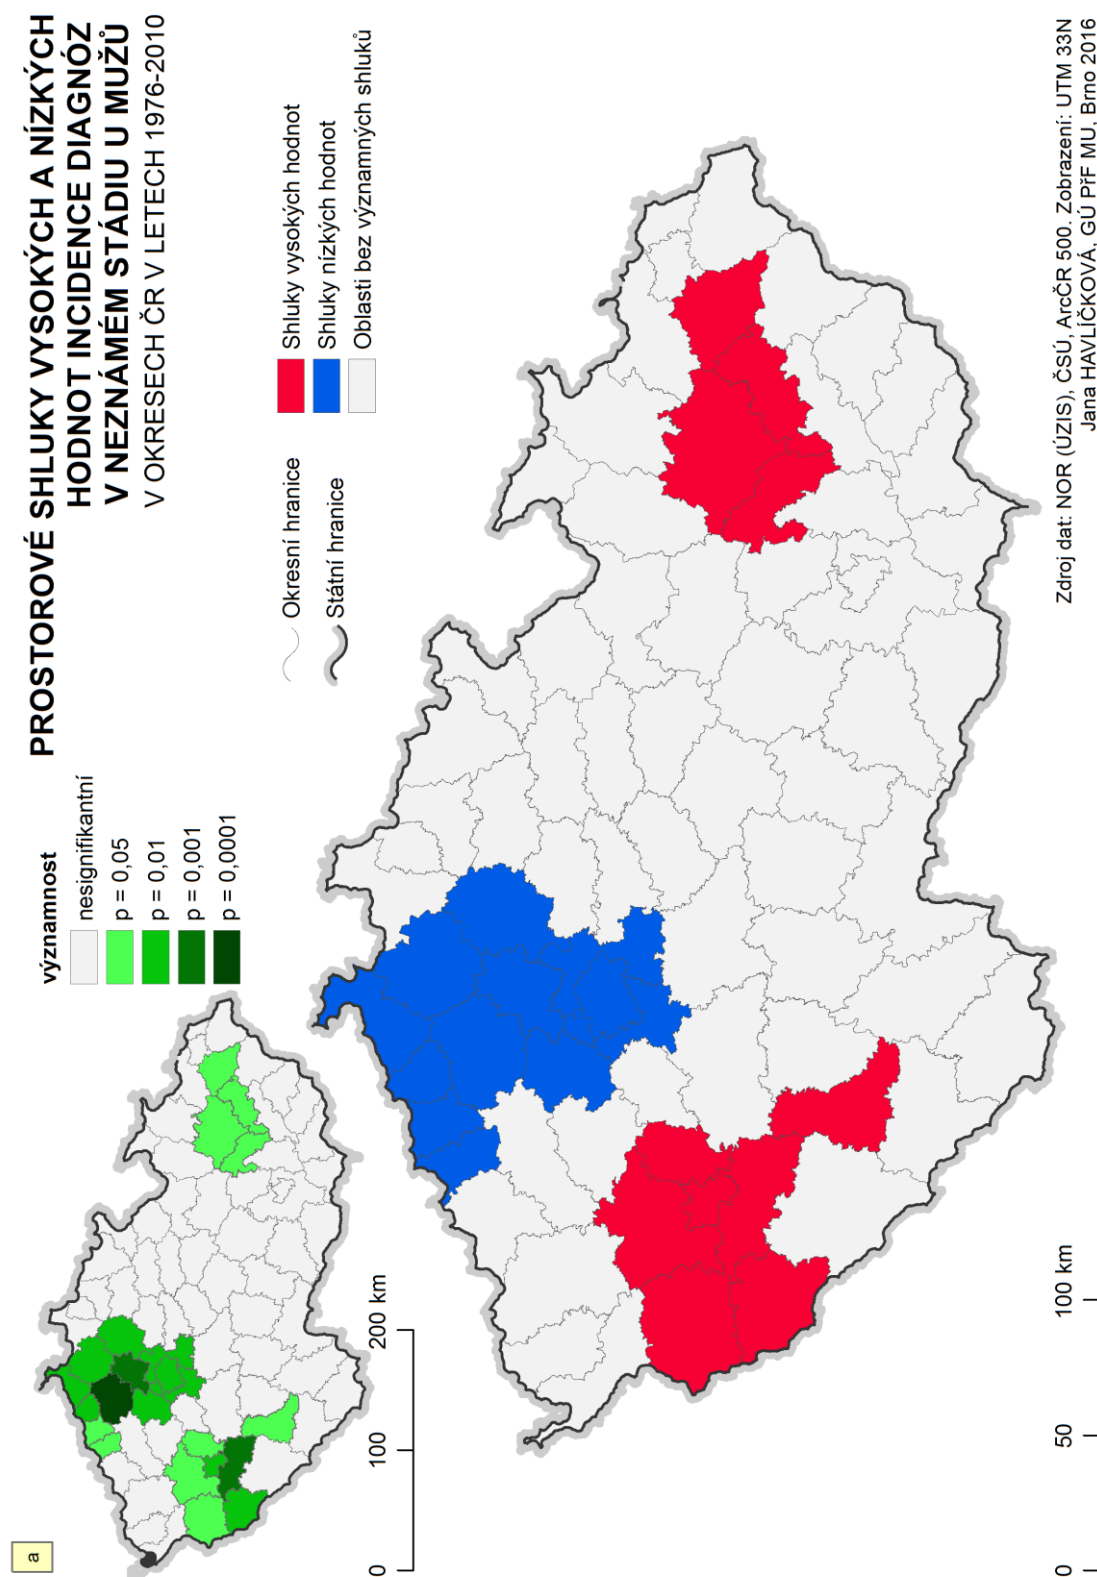 a
PROSTOROVÉ SHLUKY VYSOKÝCH A NÍZKÝCH
HODNOT INCIDENCE DIAGNÓZ
V NEZNÁMÉM STÁDIU U MUŽŮ
V OKRESECH ČR V LETECH 1976-2010
významnost
nesignifikantní
p = 0,05
p = 0,01
p = 0,001
p = 0,0001
Okresní hranice
Státní hranice
Shluky vysokých hodnot
Shluky nízkých hodnot
Oblasti bez významných shluků
0 100 200 km
0 50 100 km
Zdroj dat: NOR (ÚZIS), ČSÚ, ArcČR 500. Zobrazení: UTM 33N
Jana HAVLÍČKOVÁ, GÚ PřF MU, Brno 2016